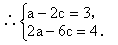 ∴ { a − 2c = 3,
2a − 6c = 4.